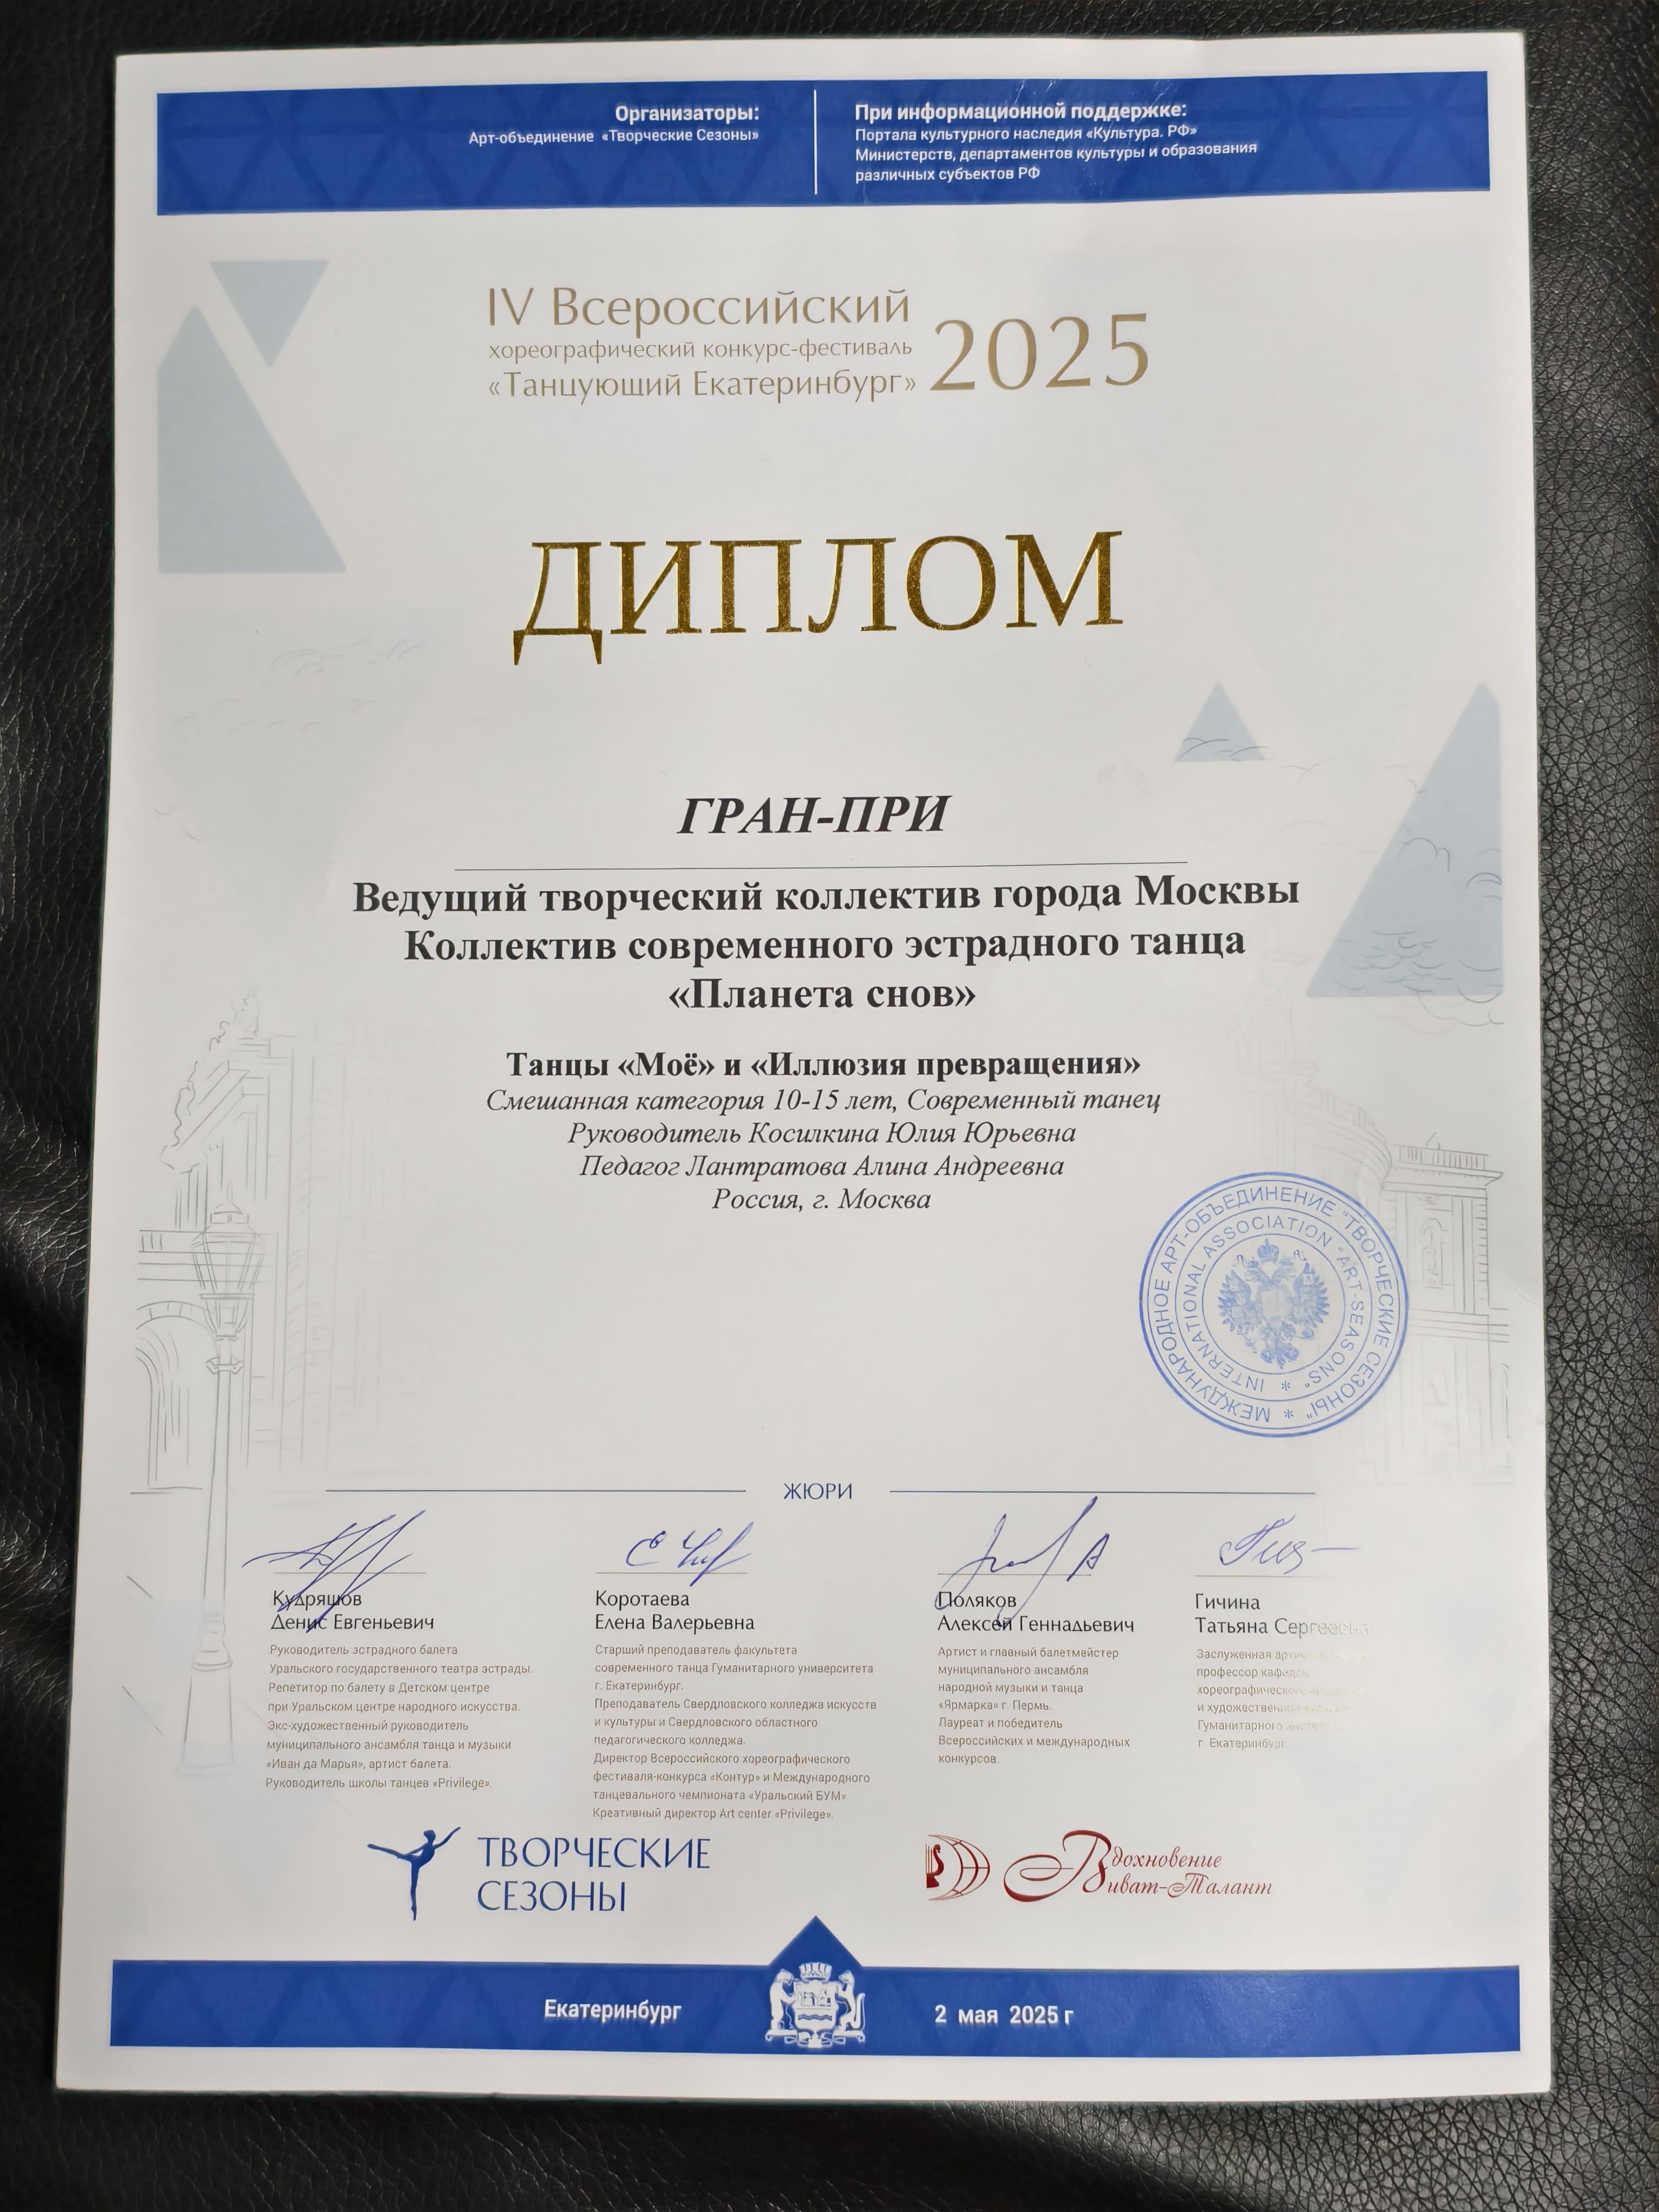 Организаторы:
Арт-объединение «Творческие Сезоны»
При информационной поддержке:
Портала культурного наследия «Культура. РФ»
Министерств, департаментов культуры и образования
различных субъектов РФ
IV Всероссийский
хореографический конкурс-фестиваль
«Танцующий Екатеринбург»
2025
ДИПЛОМ
ГРАН-ПРИ
Ведущий творческий коллектив города Москвы
Коллектив современного эстрадного танца
«Планета снов»
Танцы «Моё» и «Иллюзия превращения»
Смешанная категория 10-15 лет, Современный танец
Руководитель Косилкина Юлия Юрьевна
Педагог Лантратова Алина Андреевна
Россия, г. Москва
МЕЖДУНАРОДНОЕ АРТ-ОБЪЕДИНЕНИЕ "ТВОРЧЕСКИЕ СЕЗОНЫ" *
INTERNATIONAL ASSOCIATION "ART-SEASONS" *
ЖЮРИ
Кудряшов
Денис Евгеньевич
Руководитель эстрадного балета
Уральского государственного театра эстрады.
Репетитор по балету в Детском центре
при Уральском центре народного искусства.
Экс-художественный руководитель
муниципального ансамбля танца и музыки
«Иван да Марья», артист балета.
Руководитель школы танцев «Privilege».
Коротаева
Елена Валерьевна
Старший преподаватель факультета
современного танца Гуманитарного университета
г. Екатеринбург.
Преподаватель Свердловского колледжа искусств
и культуры и Свердловского областного
педагогического колледжа.
Директор Всероссийского хореографического
фестиваля-конкурса «Контур» и Международного
танцевального чемпионата «Уральский БУМ».
Креативный директор Art center «Privilege».
Поляков
Алексей Геннадьевич
Артист и главный балетмейстер
муниципального ансамбля
народной музыки и танца
«Ярмарка» г. Пермь.
Лауреат и победитель
Всероссийских и международных
конкурсов.
Гичина
Татьяна Сергеевна
Заслуженная
профессор кафедры
хореографического
и художественной
Гуманитарного
г. Екатеринбург
ТВОРЧЕСКИЕ
СЕЗОНЫ
Вдохновение
Виват-Талант
Екатеринбург
2 мая 2025 г